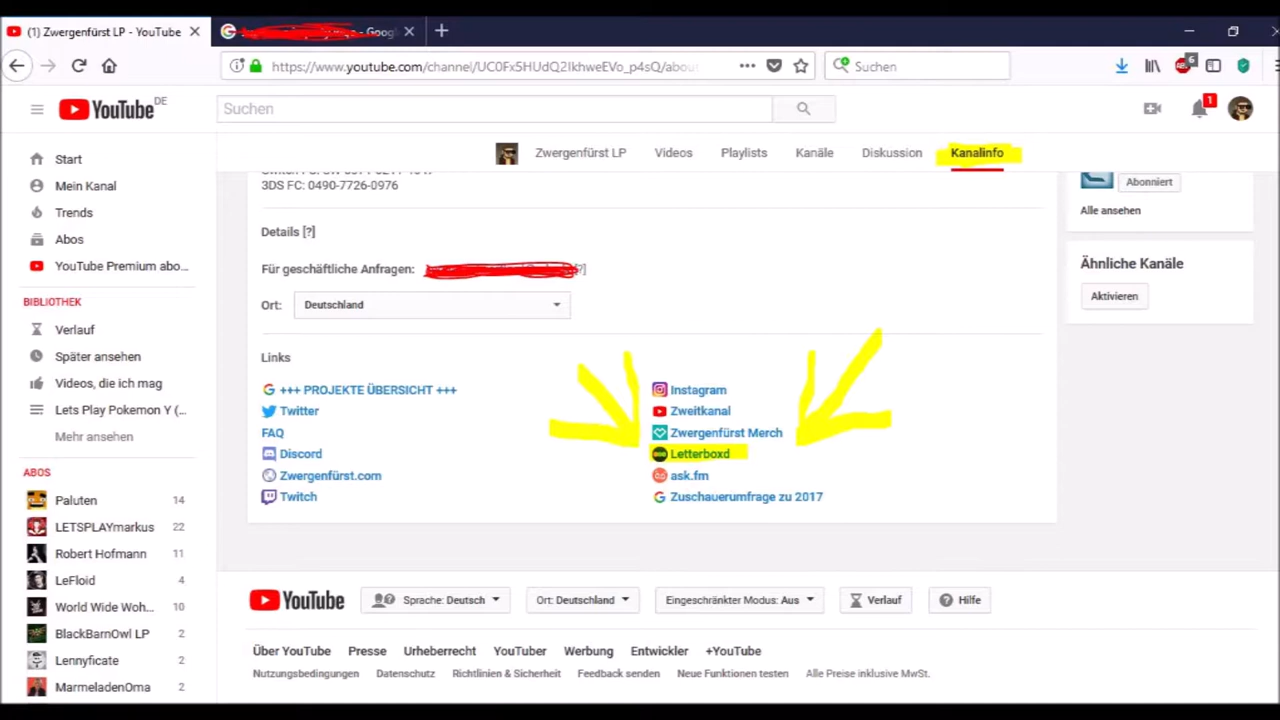 (1) Zwergenfürst LP - YouTube
- Goog
https://www.youtube.com/channel/UC0Fx5HUdQ2IkhweEVo_p4sQ/abou
Suchen
6
YouTube DE
Suchen
1
Zwergenfürst LP Videos Playlists Kanäle Diskussion Kanalinfo
Start
Mein Kanal
Trends
Abos
YouTube Premium abo...
BIBLIOTHEK
Verlauf
Später ansehen
Videos, die ich mag
Lets Play Pokemon Y (...
Mehr ansehen
ABOS
Paluten 14
LETSPLAYmarkus 22
Robert Hofmann 11
LeFloid 4
World Wide Woh... 10
BlackBarnOwl LP 2
Lennyficate 2
MarmeladenOma 2
3DS FC: 0490-7726-0976
Details [?]
Für geschäftliche Anfragen: [?]
Ort: Deutschland
Links
+++ PROJEKTE ÜBERSICHT +++
Twitter
FAQ
Discord
Zwergenfürst.com
Twitch
Instagram
Zweitkanal
Zwergenfürst Merch
Letterboxd
ask.fm
Zuschauerumfrage zu 2017
Abonniert
Alle ansehen
Ähnliche Kanäle
Aktivieren
YouTube Sprache: Deutsch Ort: Deutschland Eingeschränkter Modus: Aus Verlauf Hilfe
Über YouTube Presse Urheberrecht YouTuber Werbung Entwickler +YouTube
Nutzungsbedingungen Datenschutz Richtlinien & Sicherheit Feedback senden Neue Funktionen testen Alle Preise inklusive MwSt.